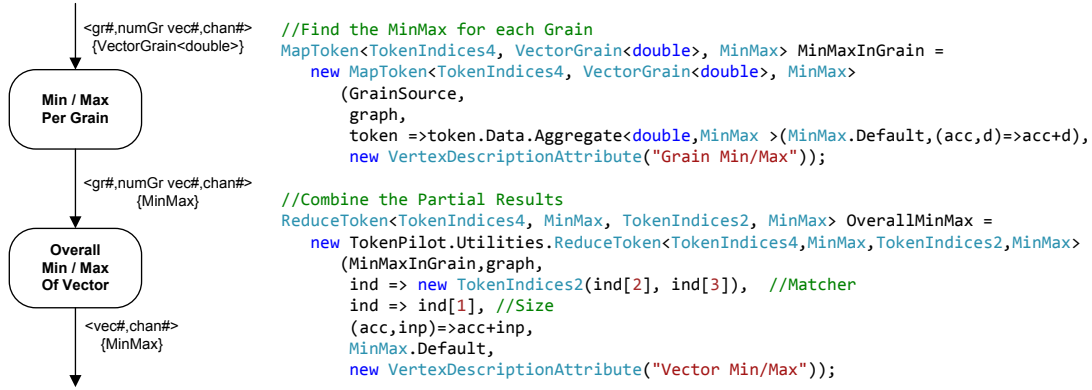 <gr#,numGr vec#,chan#>
{VectorGrain<double>}
Min / Max
Per Grain
<gr#,numGr vec#,chan#>
{MinMax}
Overall
Min / Max
Of Vector
<vec#,chan#>
{MinMax}
//Find the MinMax for each Grain
MapToken<TokenIndices4, VectorGrain<double>, MinMax> MinMaxInGrain =
new MapToken<TokenIndices4, VectorGrain<double>, MinMax>
(GrainSource,
graph,
token =>token.Data.Aggregate<double,MinMax >(MinMax.Default,(acc,d)=>acc+d),
new VertexDescriptionAttribute("Grain Min/Max"));
//Combine the Partial Results
ReduceToken<TokenIndices4, MinMax, TokenIndices2, MinMax> OverallMinMax =
new TokenPilot.Utilities.ReduceToken<TokenIndices4,MinMax,TokenIndices2,MinMax>
(MinMaxInGrain,graph,
ind => new TokenIndices2(ind[2], ind[3]), //Matcher
ind => ind[1], //Size
(acc,inp)=>acc+inp,
MinMax.Default,
new VertexDescriptionAttribute("Vector Min/Max"));